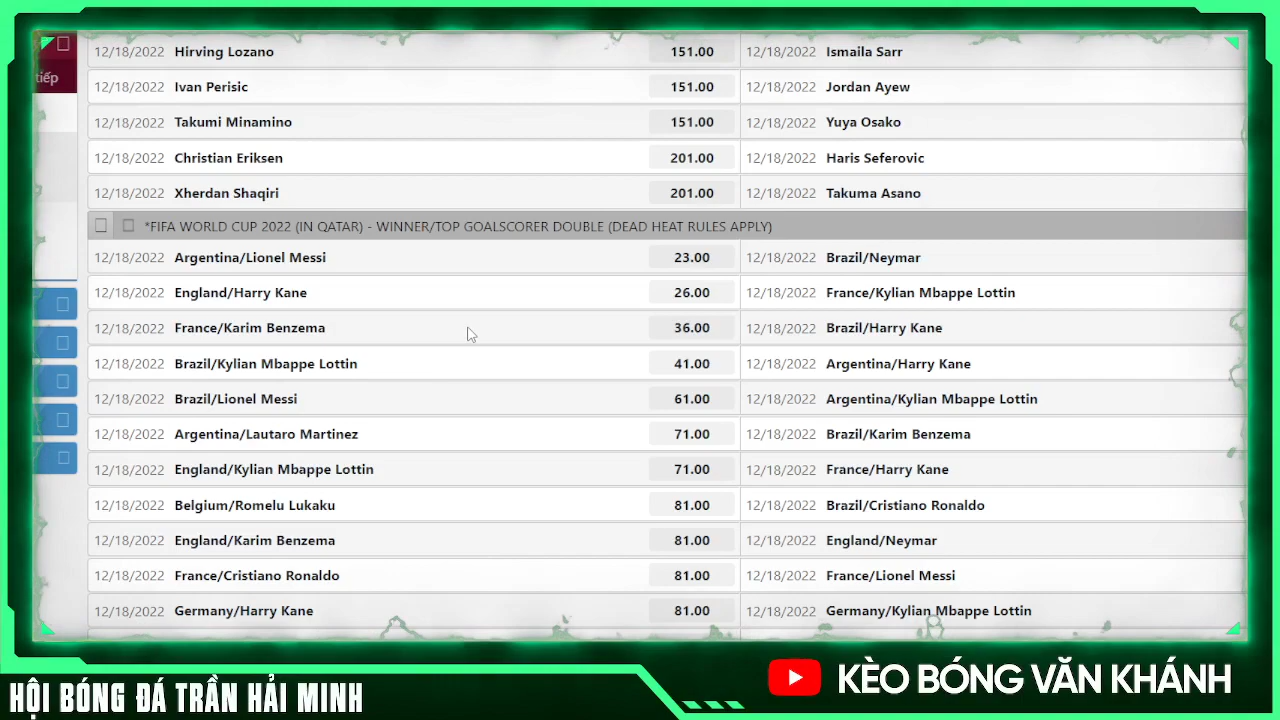 12/18/2022 Hirving Lozano 151.00 12/18/2022 Ismaila Sarr
tiếp
12/18/2022 Ivan Perisic 151.00 12/18/2022 Jordan Ayew
12/18/2022 Takumi Minamino 151.00 12/18/2022 Yuya Osako
12/18/2022 Christian Eriksen 201.00 12/18/2022 Haris Seferovic
12/18/2022 Xherdan Shaqiri 201.00 12/18/2022 Takuma Asano
*FIFA WORLD CUP 2022 (IN QATAR) - WINNER/TOP GOALSCORER DOUBLE (DEAD HEAT RULES APPLY)
12/18/2022 Argentina/Lionel Messi 23.00 12/18/2022 Brazil/Neymar
12/18/2022 England/Harry Kane 26.00 12/18/2022 France/Kylian Mbappe Lottin
12/18/2022 France/Karim Benzema 36.00 12/18/2022 Brazil/Harry Kane
12/18/2022 Brazil/Kylian Mbappe Lottin 41.00 12/18/2022 Argentina/Harry Kane
12/18/2022 Brazil/Lionel Messi 61.00 12/18/2022 Argentina/Kylian Mbappe Lottin
12/18/2022 Argentina/Lautaro Martinez 71.00 12/18/2022 Brazil/Karim Benzema
12/18/2022 England/Kylian Mbappe Lottin 71.00 12/18/2022 France/Harry Kane
12/18/2022 Belgium/Romelu Lukaku 81.00 12/18/2022 Brazil/Cristiano Ronaldo
12/18/2022 England/Karim Benzema 81.00 12/18/2022 England/Neymar
12/18/2022 France/Cristiano Ronaldo 81.00 12/18/2022 France/Lionel Messi
12/18/2022 Germany/Harry Kane 81.00 12/18/2022 Germany/Kylian Mbappe Lottin
KÈO BÓNG VĂN KHÁNH
HỘI BÓNG ĐÁ TRẦN HẢI MINH